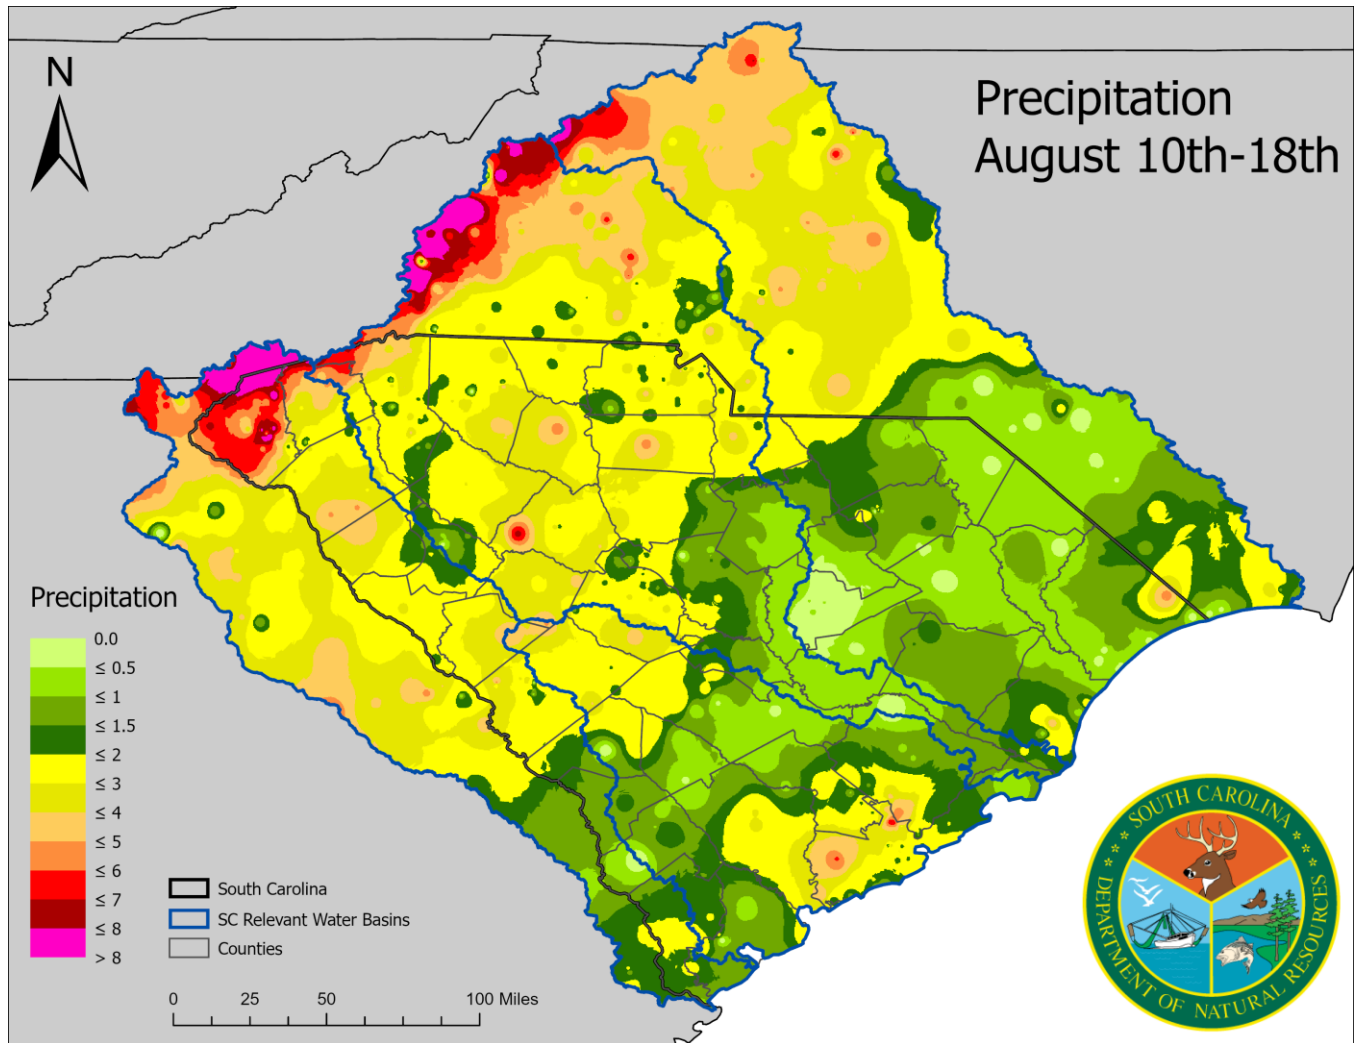 N
Precipitation
August 10th-18th
Precipitation
0.0
≤ 0.5
≤ 1
≤ 1.5
≤ 2
≤ 3
≤ 4
≤ 5
≤ 6
≤ 7
≤ 8
> 8
South Carolina
SC Relevant Water Basins
Counties
0 25 50 100 Miles
SOUTH CAROLINA
DEPARTMENT OF NATURAL RESOURCES